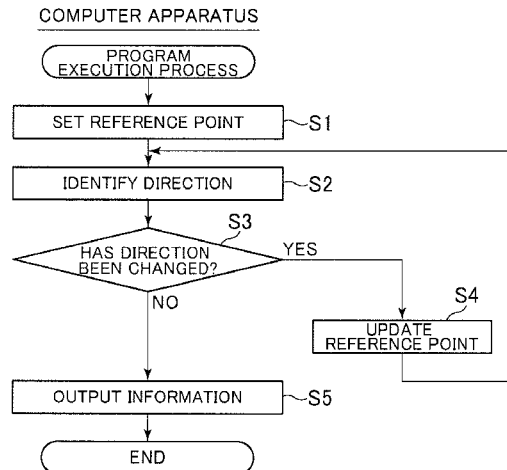 COMPUTER APPARATUS
PROGRAM
EXECUTION PROCESS
SET REFERENCE POINT
S1
IDENTIFY DIRECTION
S2
S3
HAS DIRECTION
BEEN CHANGED?
YES
NO
S4
UPDATE
REFERENCE POINT
OUTPUT INFORMATION
S5
END